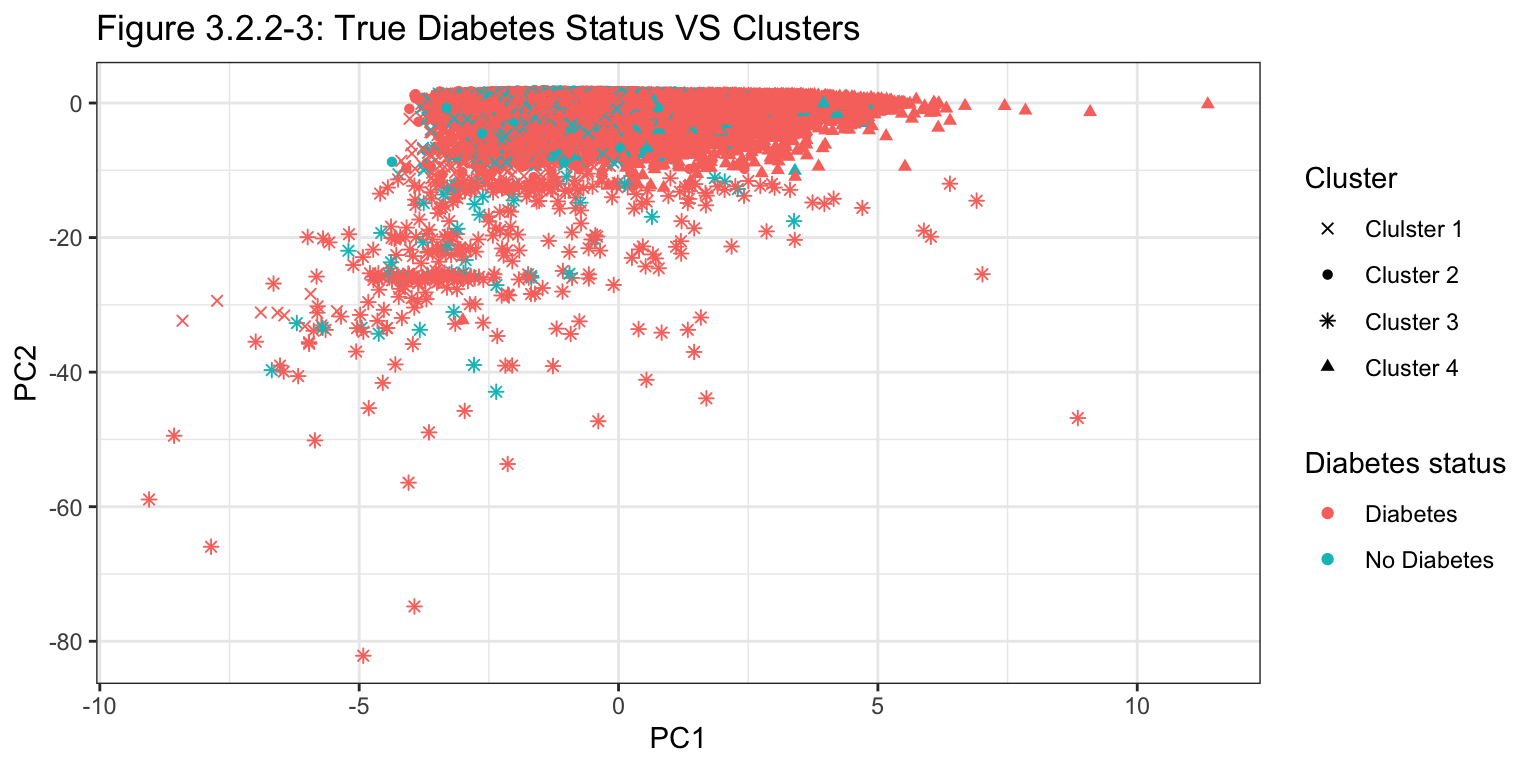 Figure 3.2.2-3: True Diabetes Status VS Clusters
0
-20
-40
-60
-80
PC2
-10
-5
0
5
10
PC1
Cluster
Clulster 1
Cluster 2
Cluster 3
Cluster 4
Diabetes status
Diabetes
No Diabetes